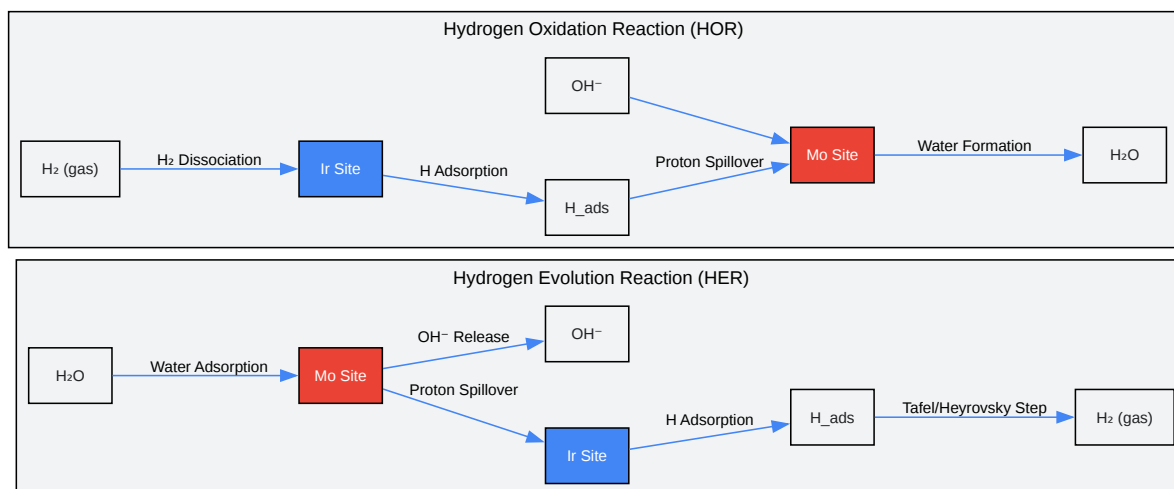 Hydrogen Oxidation Reaction (HOR)
OH⁻
H₂ (gas)
H₂ Dissociation
Ir Site
H Adsorption
H_ads
Proton Spillover
Mo Site
Water Formation
H₂O
Hydrogen Evolution Reaction (HER)
H₂O
Water Adsorption
Mo Site
OH⁻ Release
OH⁻
Proton Spillover
Ir Site
H Adsorption
H_ads
Tafel/Heyrovsky Step
H₂ (gas)